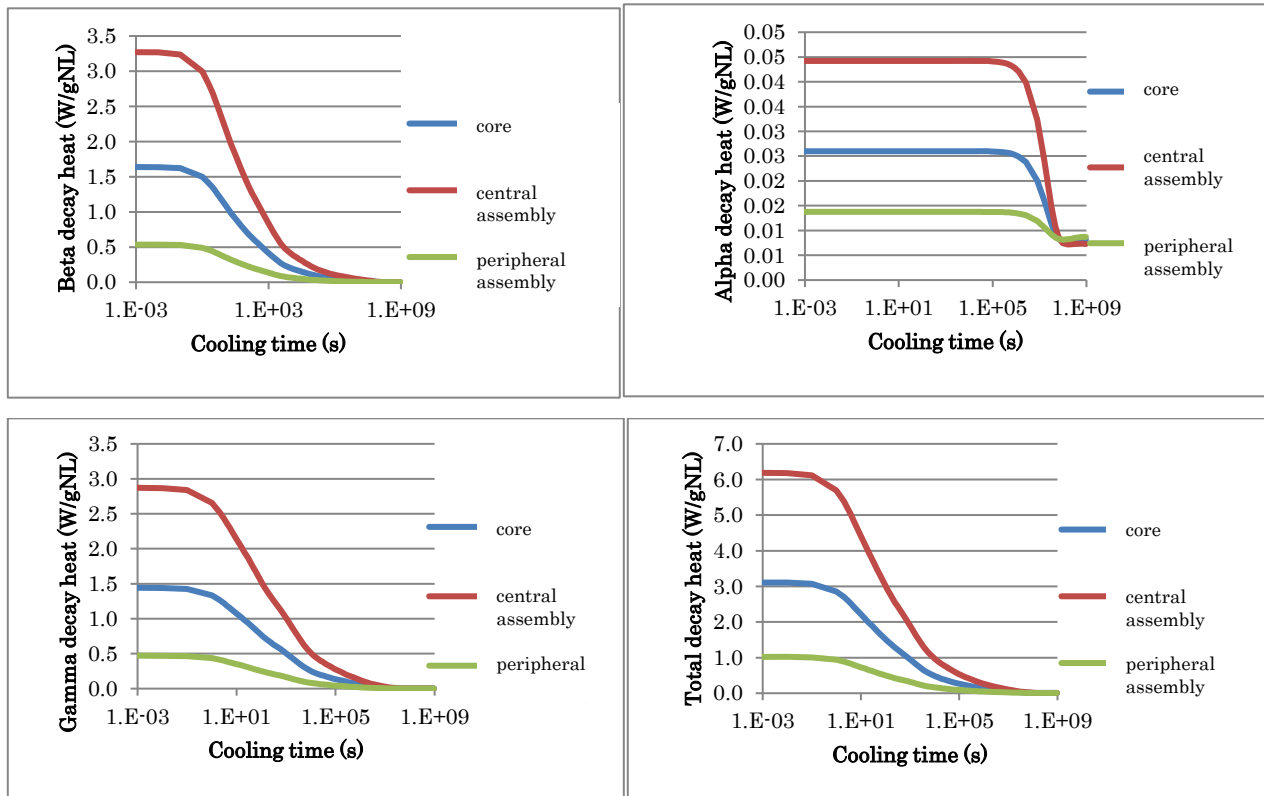 Beta decay heat (W/gNL)
3.5
3.0
2.5
2.0
1.5
1.0
0.5
0.0
1.E-03 1.E+03 1.E+09
Cooling time (s)
core
central
assembly
peripheral
assembly
Alpha decay heat (W/gNL)
0.05
0.05
0.04
0.04
0.03
0.03
0.02
0.02
0.01
0.01
0.00
1.E-03 1.E+01 1.E+05 1.E+09
Cooling time (s)
core
central
assembly
peripheral
assembly
Gamma decay heat (W/gNL)
3.5
3.0
2.5
2.0
1.5
1.0
0.5
0.0
1.E-03 1.E+01 1.E+05 1.E+09
Cooling time (s)
core
central
assembly
peripheral
Total decay heat (W/gNL)
7.0
6.0
5.0
4.0
3.0
2.0
1.0
0.0
1.E-03 1.E+01 1.E+05 1.E+09
Cooling time (s)
core
central
assembly
peripheral
assembly